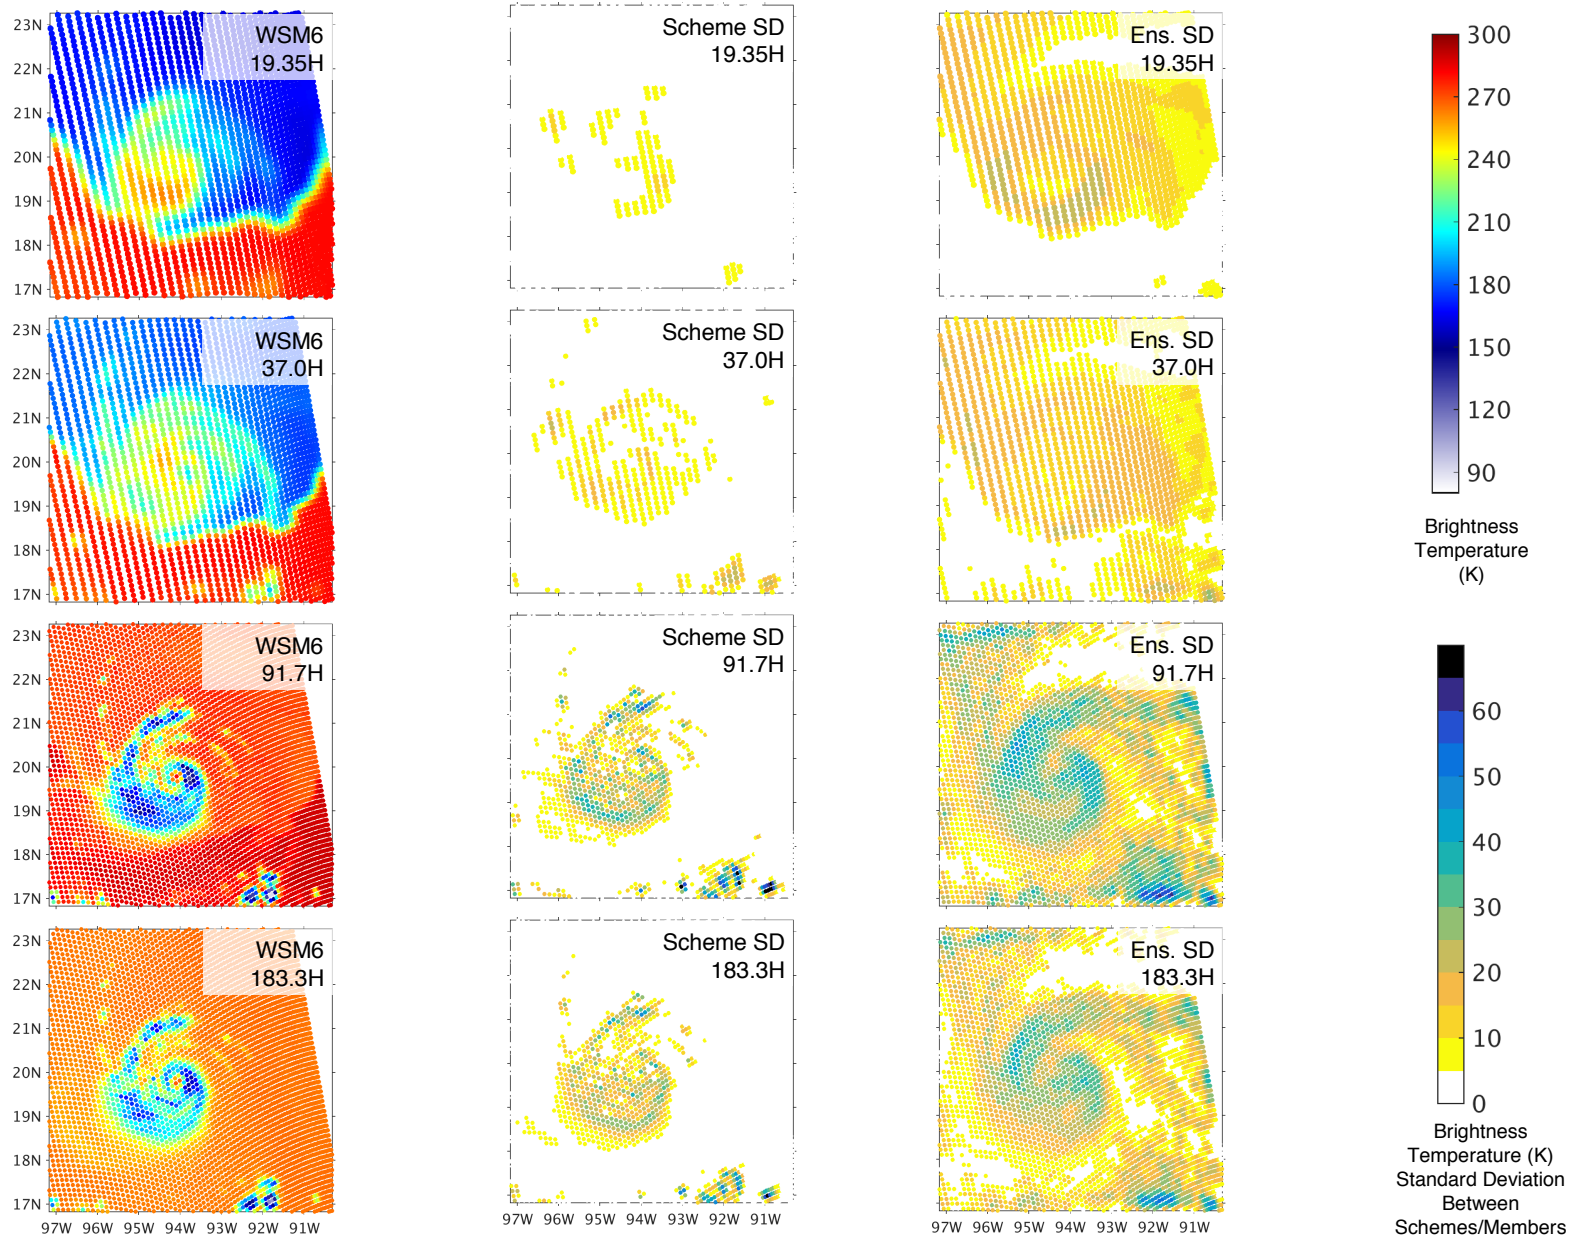 23N
22N
21N
20N
19N
18N
17N
WSM6
19.35H
Scheme SD
19.35H
Ens. SD
19.35H
300
270
240
210
180
150
120
90
Brightness
Temperature
(K)
23N
22N
21N
20N
19N
18N
17N
WSM6
37.0H
Scheme SD
37.0H
Ens. SD
37.0H
23N
22N
21N
20N
19N
18N
17N
WSM6
91.7H
Scheme SD
91.7H
Ens. SD
91.7H
60
50
40
30
20
10
0
Brightness
Temperature (K)
Standard Deviation
Between
Schemes/Members
23N
22N
21N
20N
19N
18N
17N
WSM6
183.3H
Scheme SD
183.3H
Ens. SD
183.3H
97W 96W 95W 94W 93W 92W 91W
97W 96W 95W 94W 93W 92W 91W
97W 96W 95W 94W 93W 92W 91W